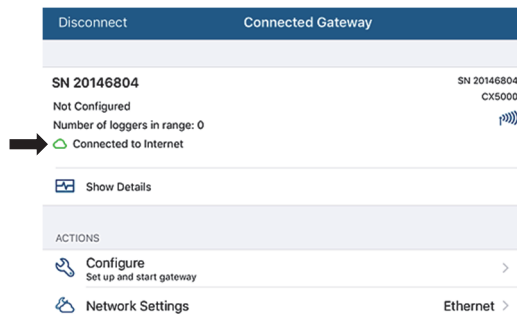 Disconnect Connected Gateway
SN 20146804 SN 20146804
Not Configured CX5000
Number of loggers in range: 0
Connected to Internet
Show Details
ACTIONS
Configure
Set up and start gateway
Network Settings Ethernet